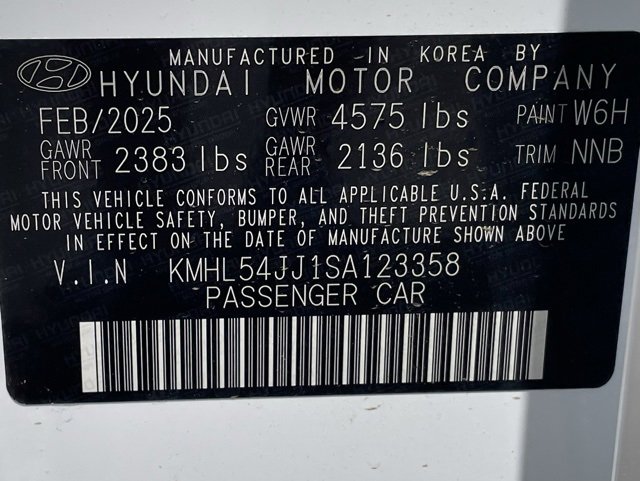 MANUFACTURED IN KOREA BY
HYUNDAI MOTOR COMPANY
FEB/2025 GVWR 4575 lbs PAINT W6H
GAWR FRONT 2383 lbs GAWR REAR 2136 lbs TRIM NNB
THIS VEHICLE CONFORMS TO ALL APPLICABLE U.S.A. FEDERAL
MOTOR VEHICLE SAFETY, BUMPER, AND THEFT PREVENTION STANDARDS
IN EFFECT ON THE DATE OF MANUFACTURE SHOWN ABOVE.
V.I.N KMHL54JJ1SA123358
PASSENGER CAR